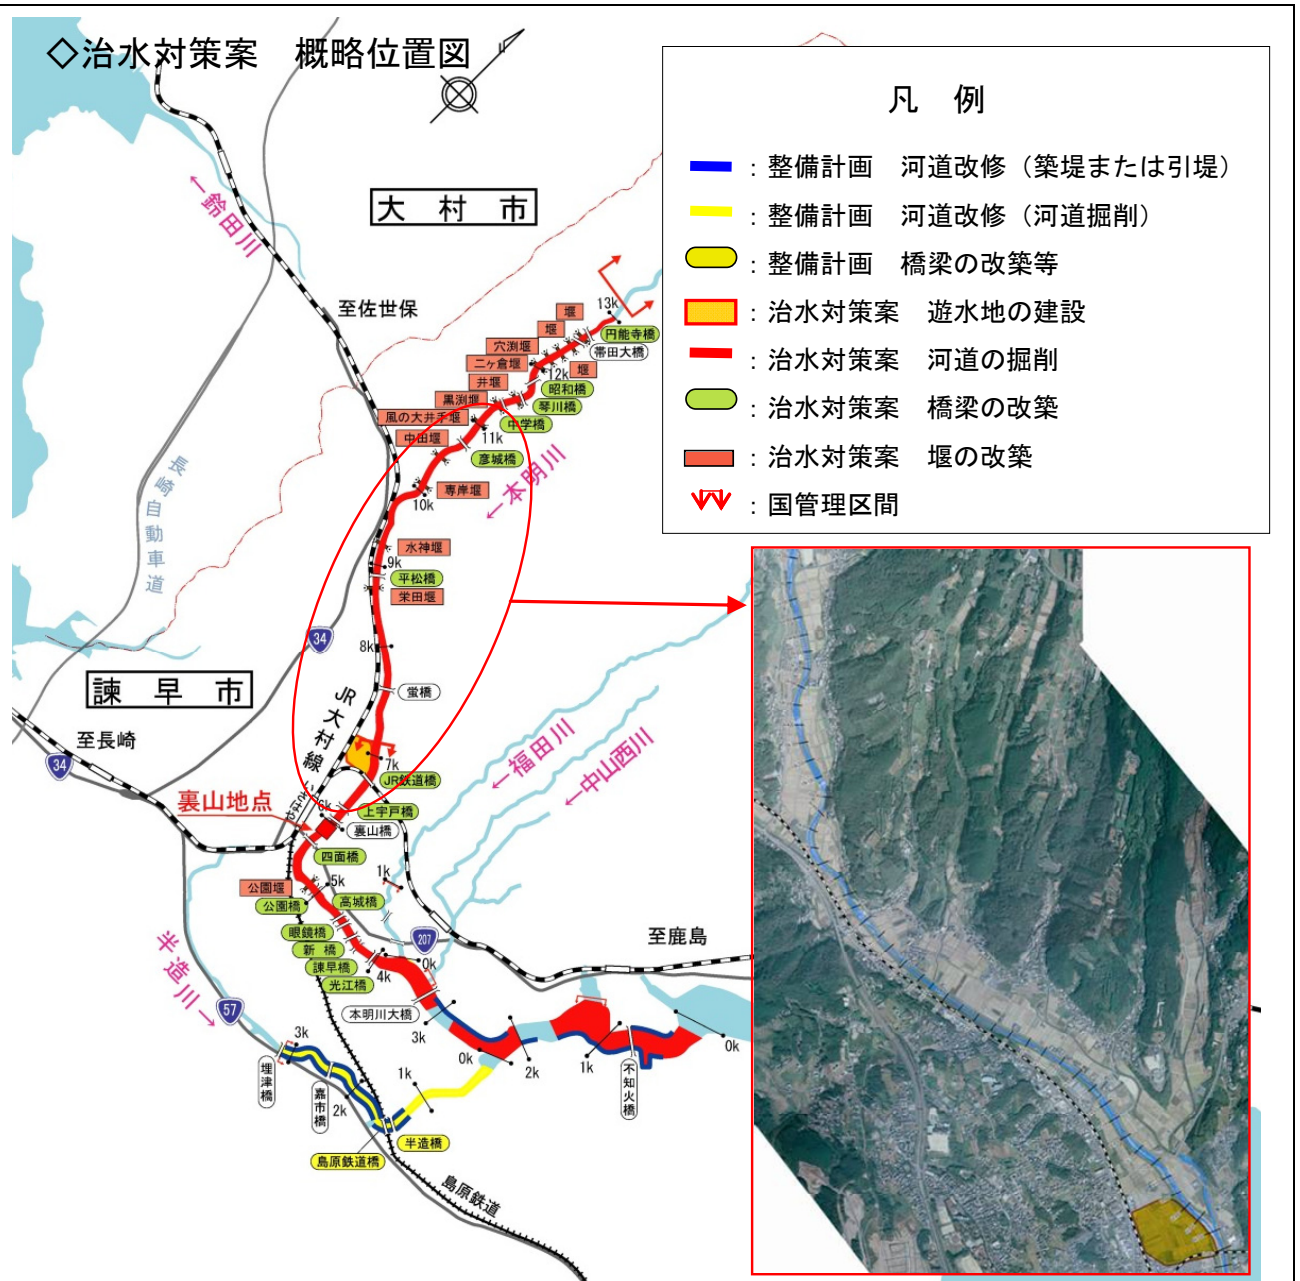 ◇治水対策案　概略位置図
凡　例
：整備計画　河道改修（築堤または引堤）
：整備計画　河道改修（河道掘削）
：整備計画　橋梁の改築等
：治水対策案　遊水地の建設
：治水対策案　河道の掘削
：治水対策案　橋梁の改築
：治水対策案　堰の改築
：国管理区間
大　村　市
←鈴田川
至佐世保
13k
堰
円能寺橋
堰
帯田大橋
穴渕堰
二ヶ倉堰
12k
堰
井堰
昭和橋
黒渕堰
琴川橋
風の大井手堰
中学橋
11k
中田堰
彦城橋
←本明川
専岸堰
10k
長崎自動車道
水神堰
9k
平松橋
栄田堰
34
8k
諫　早　市
蛍橋
JR大村線
至長崎
34
7k
JR鉄道橋
←福田川
←中山西川
裏山地点
いさはや
6k
上宇戸橋
裏山橋
四面橋
公園堰
5k
1k
公園橋
高城橋
眼鏡橋
新　橋
207
至鹿島
諫早橋
4k
0k
光江橋
半造川→
57
本明川大橋
3k
3k
0k
2k
1k
0k
不知火橋
埋津橋
嘉市橋
2k
1k
半造橋
島原鉄道橋
島原鉄道